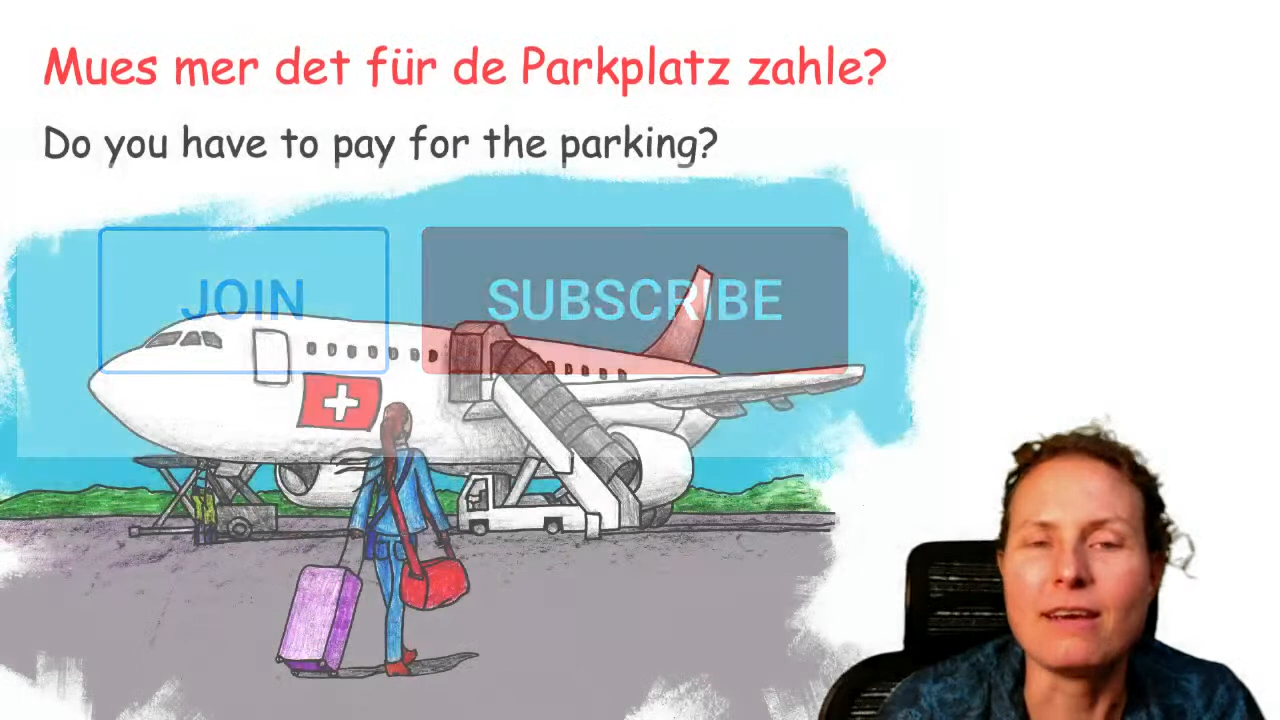 Mues mer det für de Parkplatz zahle?
Do you have to pay for the parking?
JOIN
SUBSCRIBE